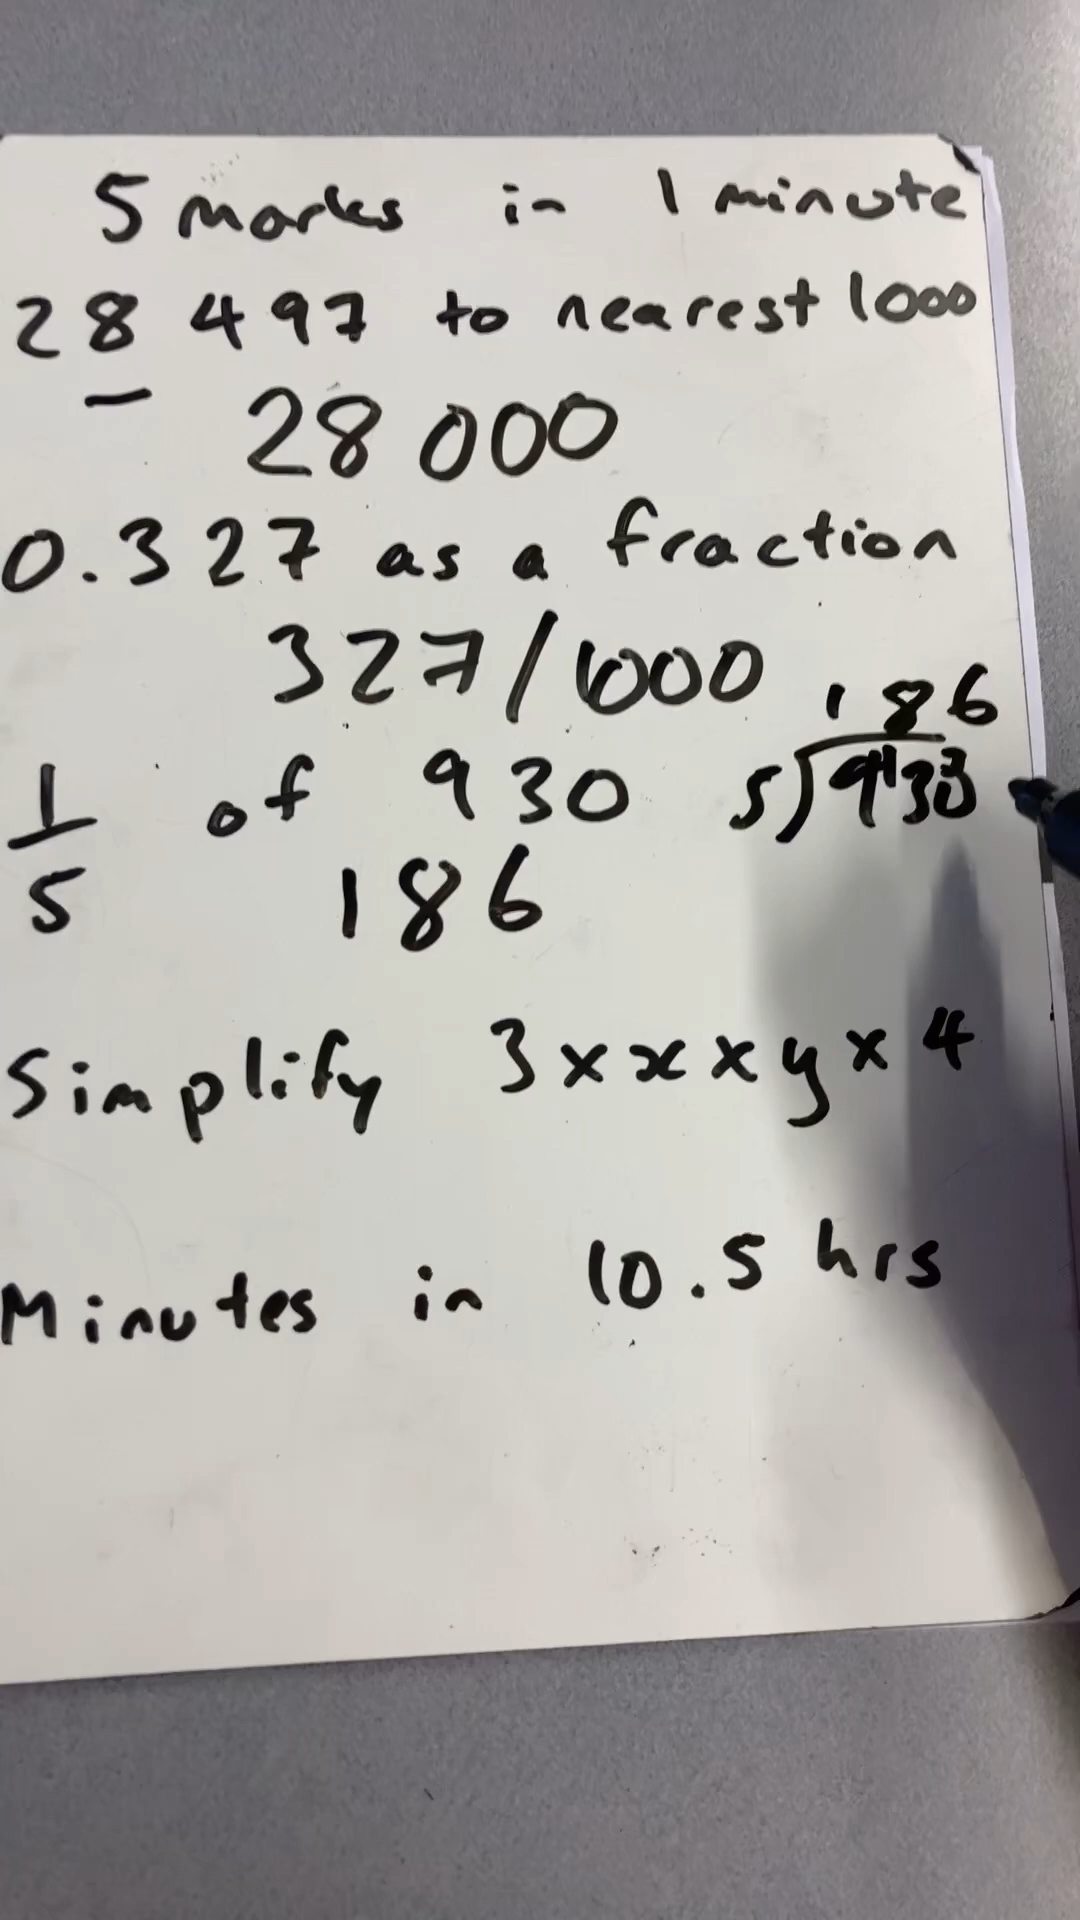 5 marks in 1 minute
28 497 to nearest 1000
28 000
0.327 as a fraction
327/1000
1/5 of 930
186
5)930
186
Simplify 3 × x × y × 4
Minutes in 10.5 hrs